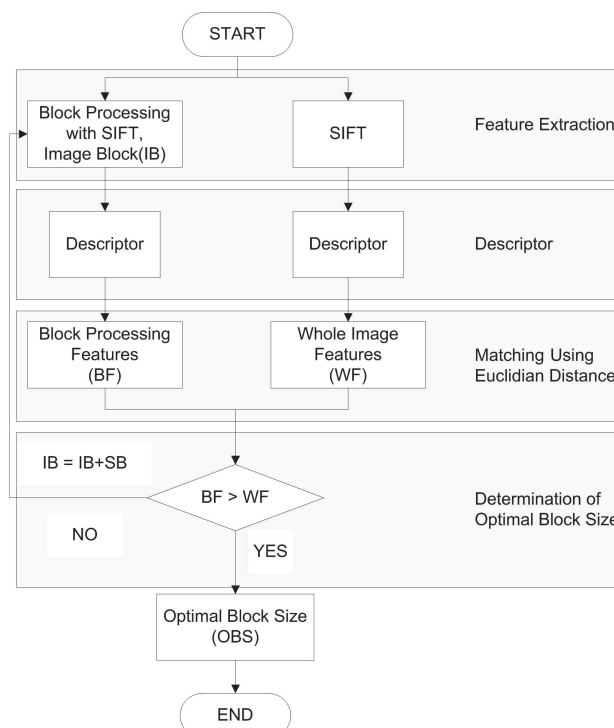 START
Block Processing
with SIFT,
Image Block(IB)
SIFT
Feature Extraction
Descriptor
Descriptor
Descriptor
Block Processing
Features
(BF)
Whole Image
Features
(WF)
Matching Using
Euclidian Distance
IB = IB+SB
BF > WF
Determination of
Optimal Block Size
NO
YES
Optimal Block Size
(OBS)
END